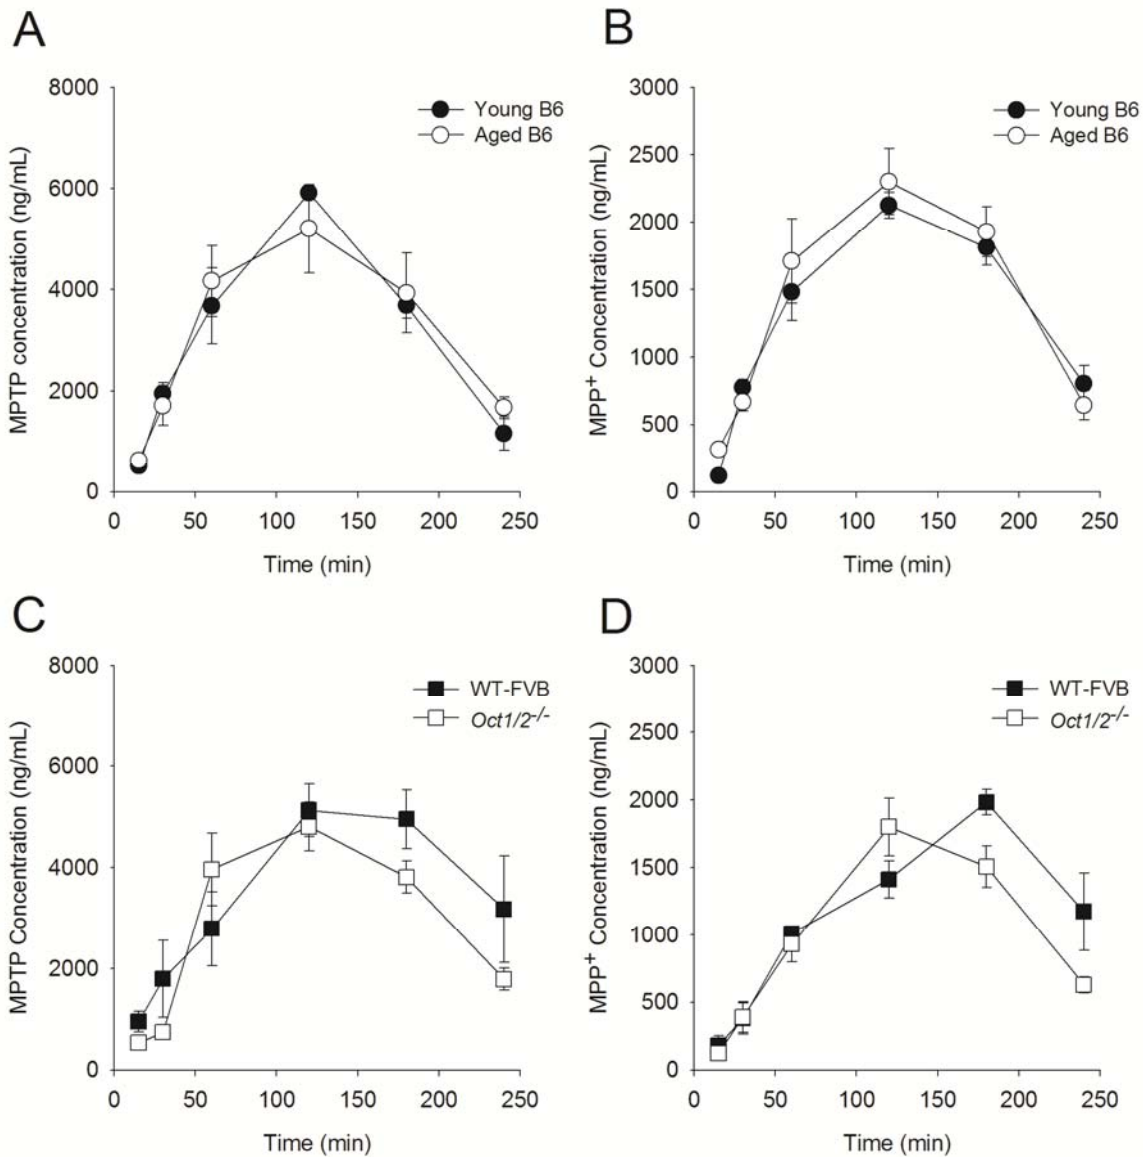 A
MPTP concentration (ng/mL)
8000
6000
4000
2000
0
Young B6
Aged B6
0 50 100 150 200 250
Time (min)
B
MPP+ Concentration (ng/mL)
3000
2500
2000
1500
1000
500
0
Young B6
Aged B6
0 50 100 150 200 250
Time (min)
C
MPTP Concentration (ng/mL)
8000
6000
4000
2000
0
WT-FVB
Oct1/2-/-
0 50 100 150 200 250
Time (min)
D
MPP+ Concentration (ng/mL)
3000
2500
2000
1500
1000
500
0
WT-FVB
Oct1/2-/-
0 50 100 150 200 250
Time (min)